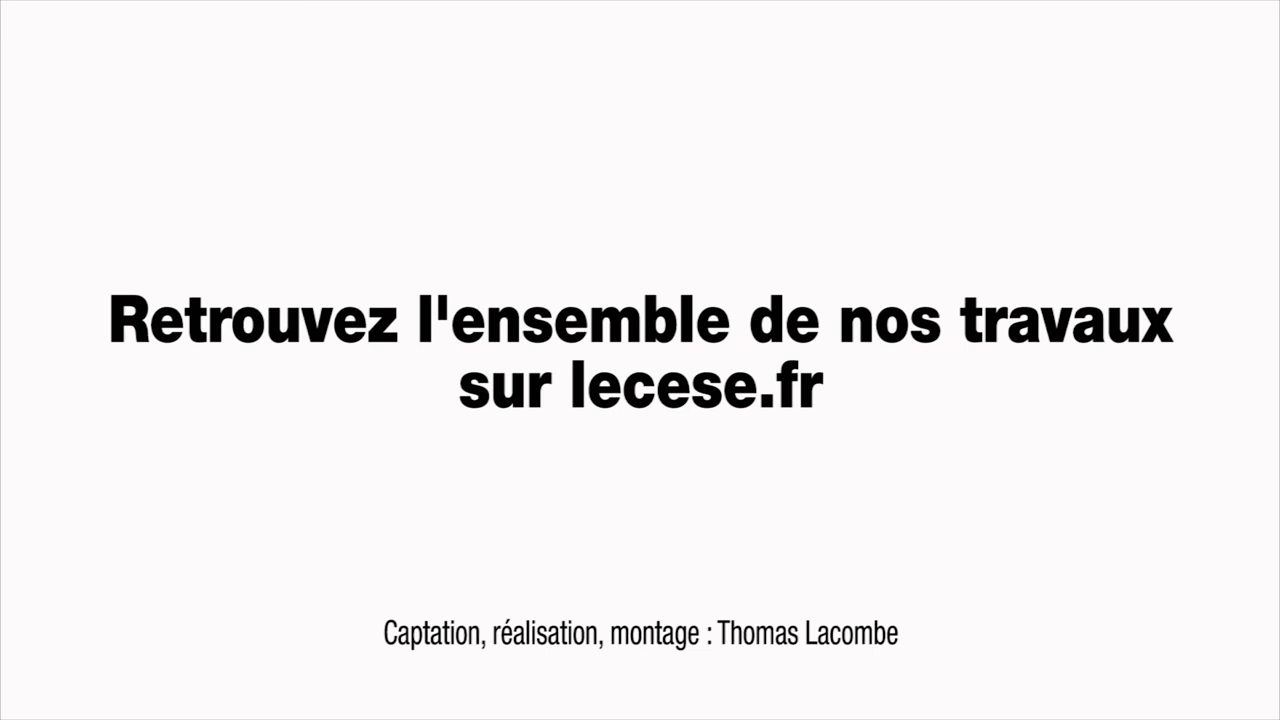 Retrouvez l'ensemble de nos travaux
sur lecese.fr
Captation, réalisation, montage : Thomas Lacombe